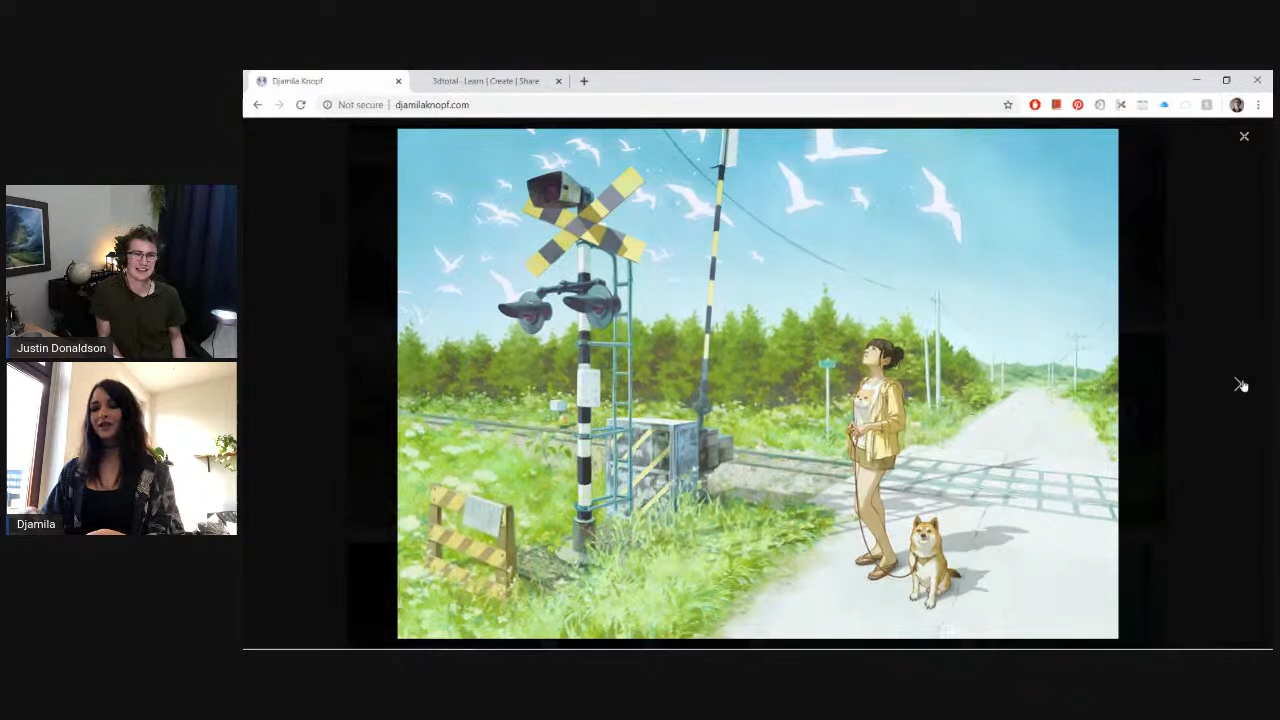 Djamila Knopf
3dtotal · Learn | Create | Share
Not secure
djamilaknopf.com
Justin Donaldson
Djamila